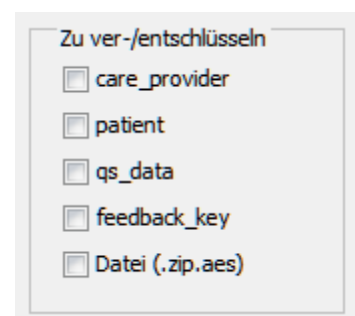 Zu ver-/entschlüsseln
care_provider
patient
qs_data
feedback_key
Datei (.zip.aes)